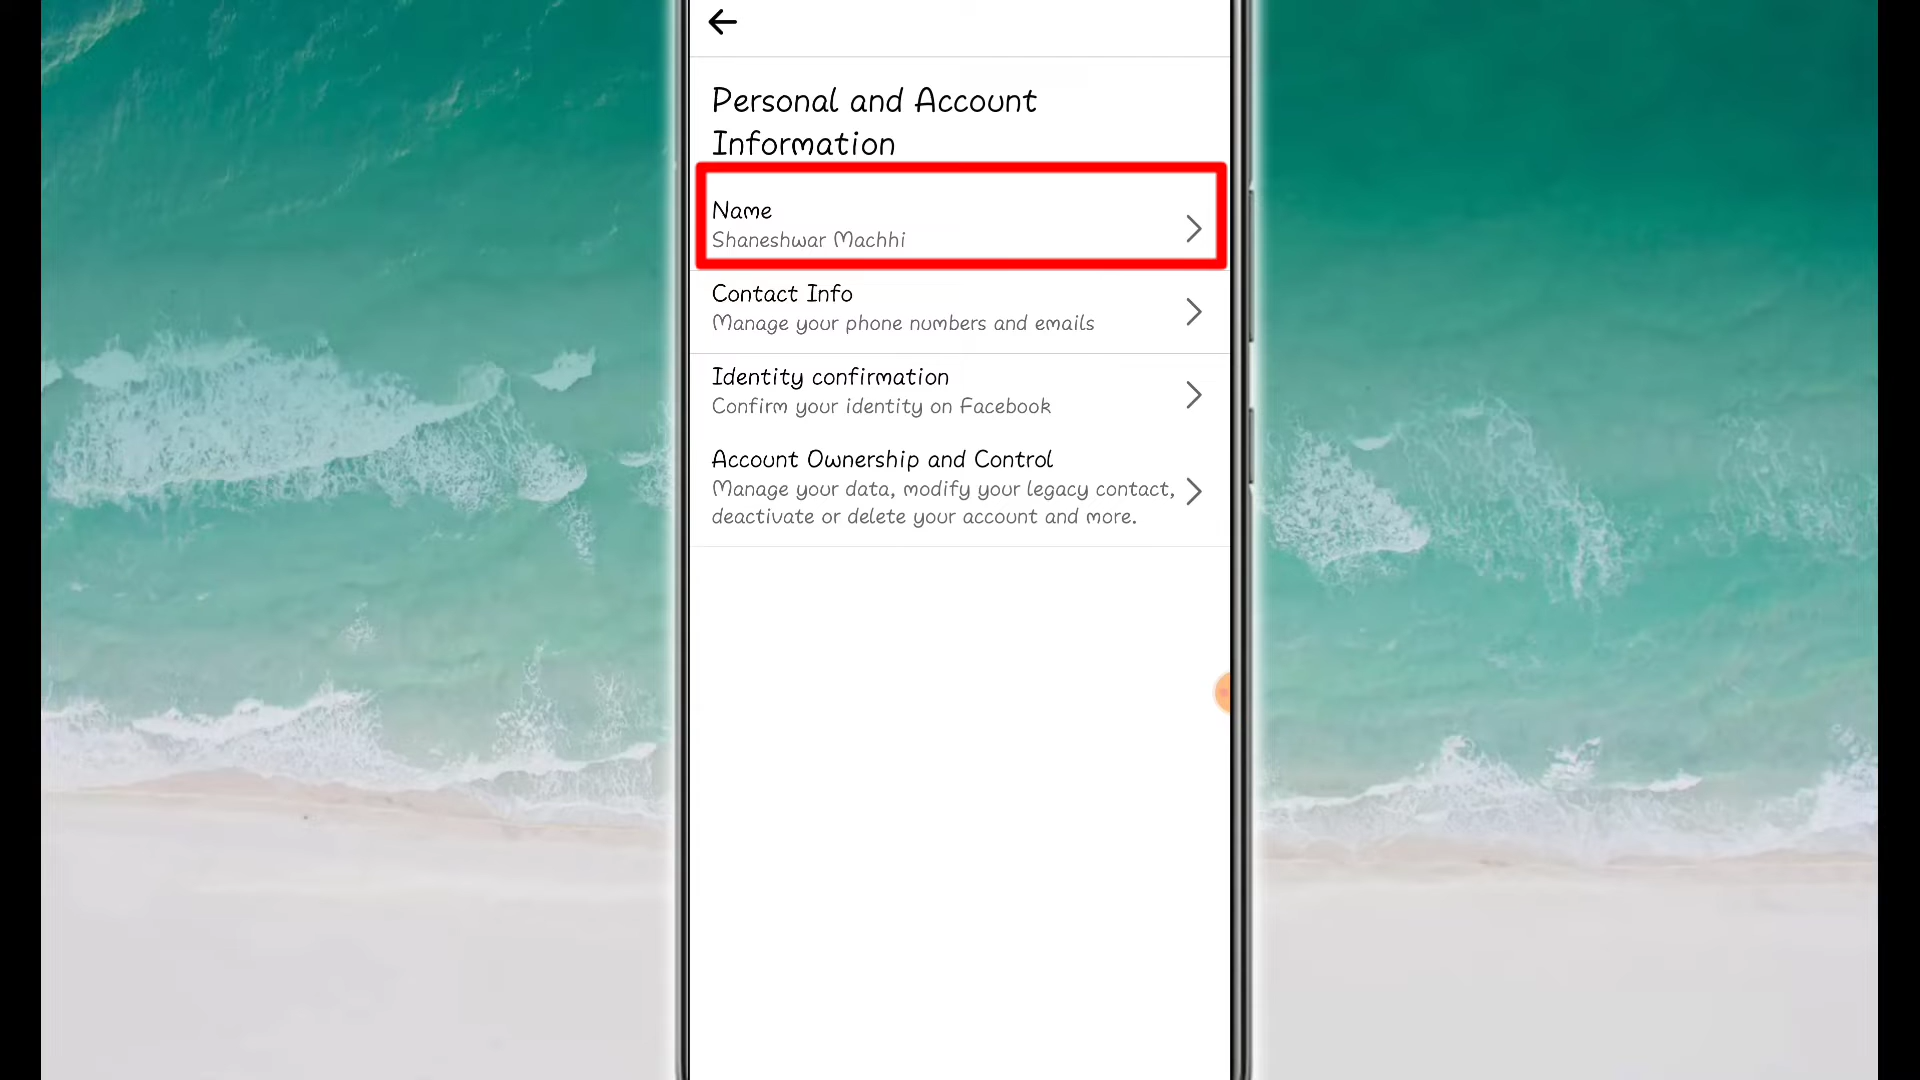 Personal and Account
Information
Name
Shaneshwar Machhi
Contact Info
Manage your phone numbers and emails
Identity confirmation
Confirm your identity on Facebook
Account Ownership and Control
Manage your data, modify your legacy contact,
deactivate or delete your account and more.